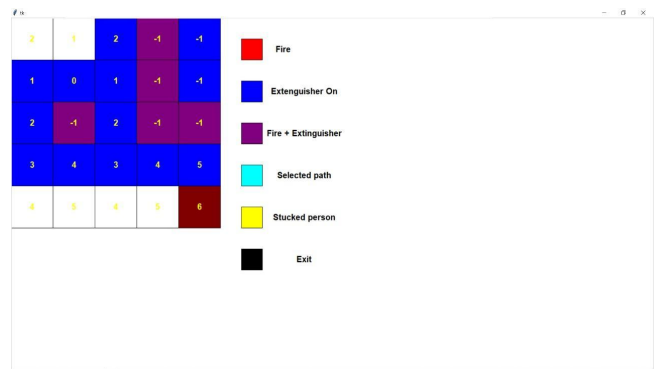 tk
2 1 2 -1 -1
Fire
1 0 1 -1 -1
Extenguisher On
2 -1 2 -1 -1
Fire + Extinguisher
3 4 3 4 5
Selected path
4 5 4 5 6
Stucked person
Exit